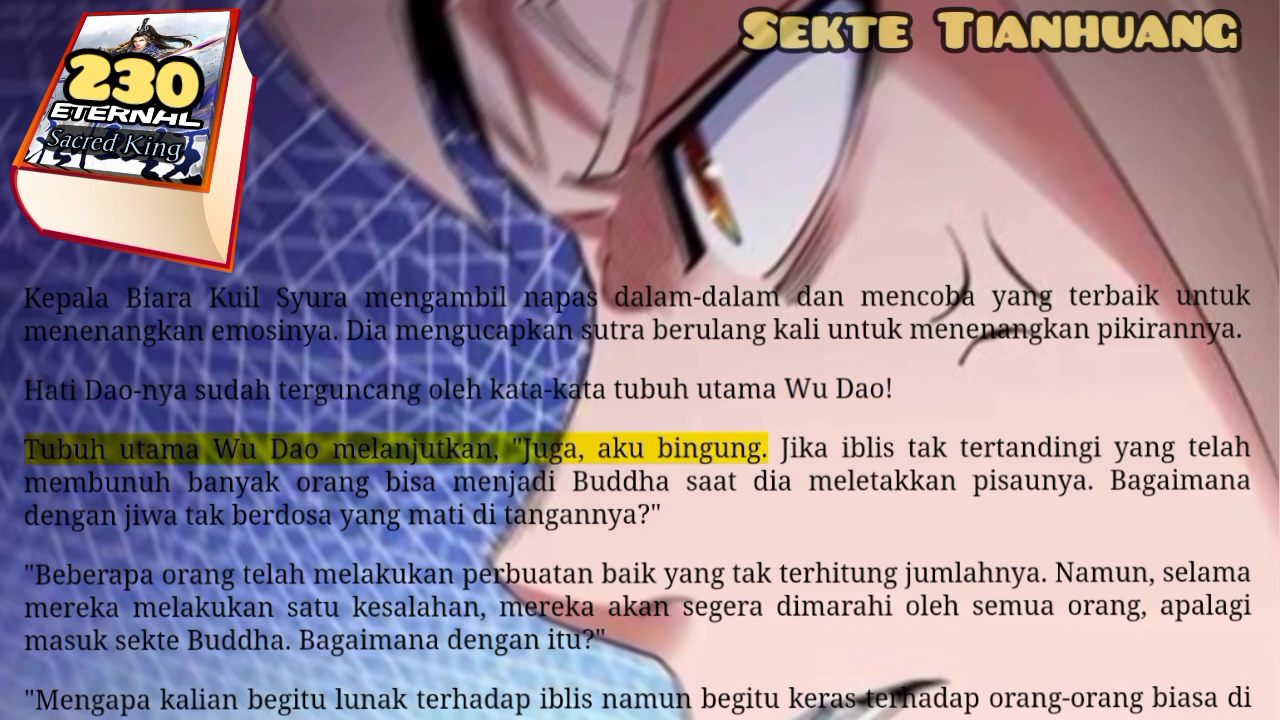 SEKTE TIANHUANG
230
ETERNAL
Sacred King
Kepala Biara Kuil Syura mengambil napas dalam-dalam dan mencoba yang terbaik untuk
menenangkan emosinya. Dia mengucapkan sutra berulang kali untuk menenangkan pikirannya.
Hati Dao-nya sudah terguncang oleh kata-kata tubuh utama Wu Dao!
Tubuh utama Wu Dao melanjutkan, "Juga, aku bingung. Jika iblis tak tertandingi yang telah
membunuh banyak orang bisa menjadi Buddha saat dia meletakkan pisaunya. Bagaimana
dengan jiwa tak berdosa yang mati di tangannya?"
"Beberapa orang telah melakukan perbuatan baik yang tak terhitung jumlahnya. Namun, selama
mereka melakukan satu kesalahan, mereka akan segera dimarahi oleh semua orang, apalagi
masuk sekte Buddha. Bagaimana dengan itu?"
"Mengapa kalian begitu lunak terhadap iblis namun begitu keras terhadap orang-orang biasa di